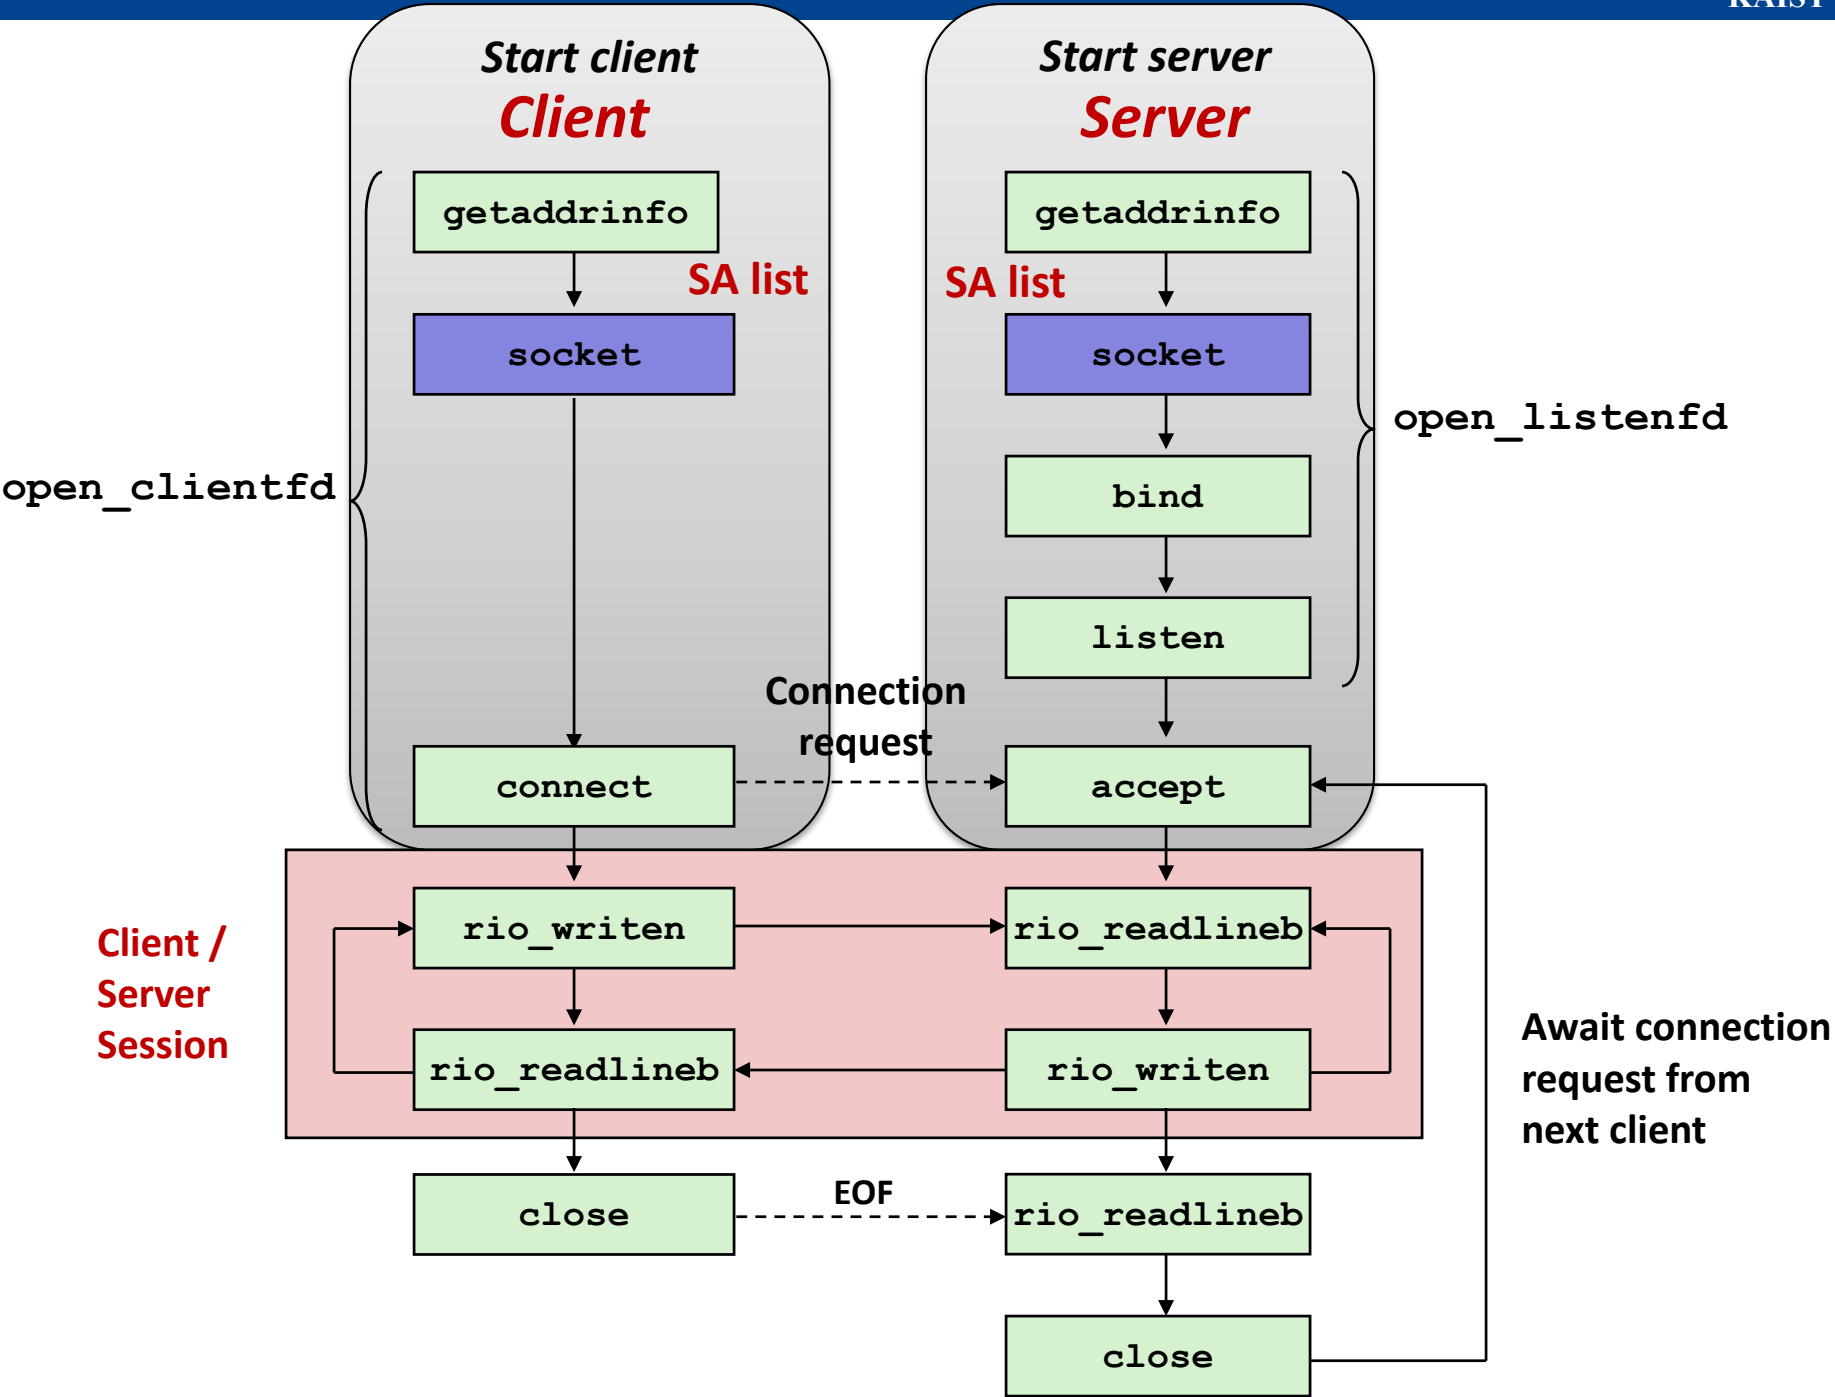 KAIST
Start client
Client
Start server
Server
getaddrinfo
getaddrinfo
SA list
SA list
socket
socket
open_listenfd
open_clientfd
bind
listen
Connection
request
connect
accept
Client /
Server
Session
rio_writen
rio_readlineb
rio_readlineb
rio_writen
Await connection
request from
next client
close
EOF
rio_readlineb
close